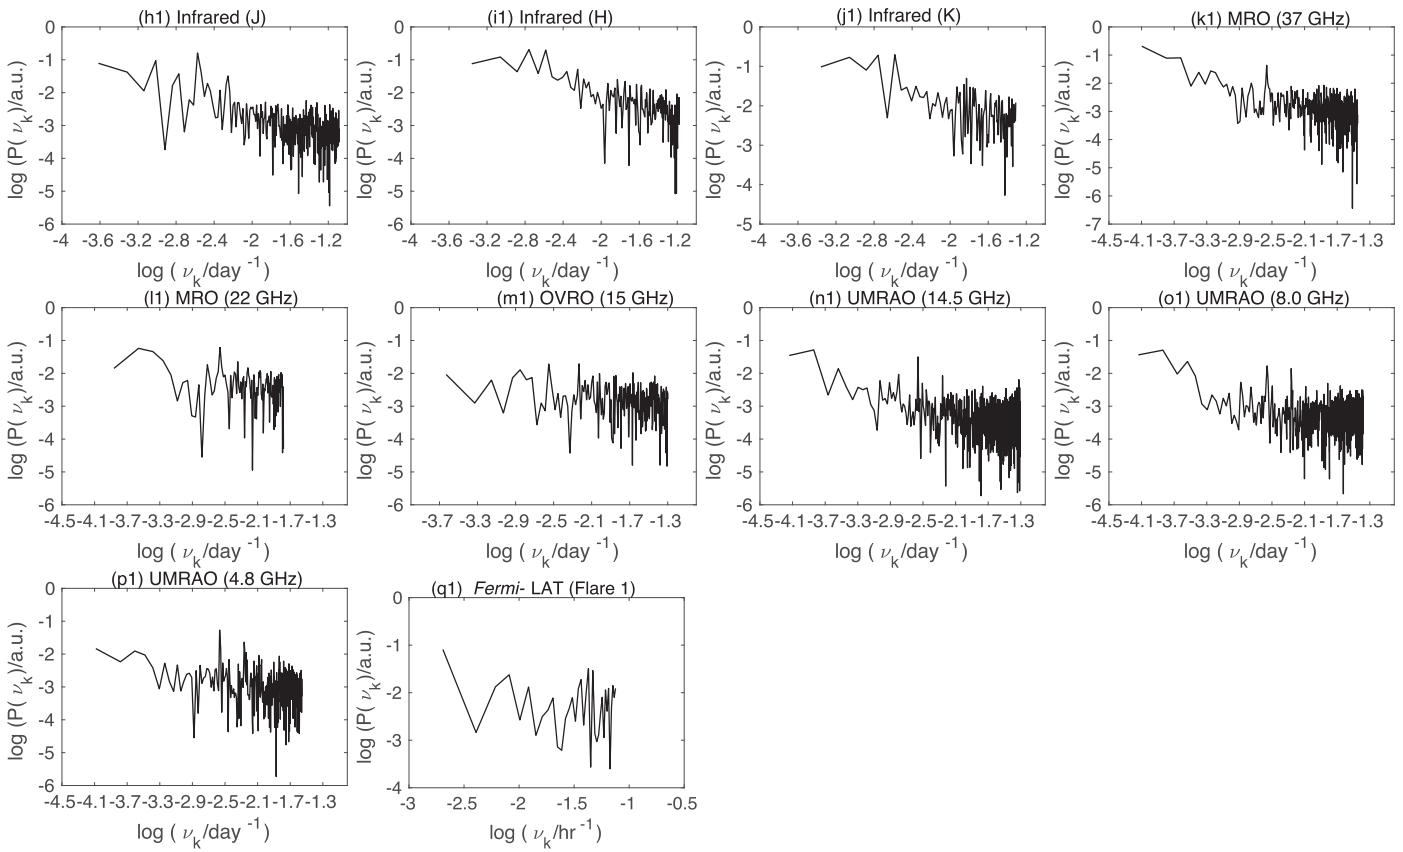 (h1) Infrared (J)
0
-1
-2
-3
-4
-5
-6
log (P( ν_k)/a.u.)
-4 -3.6 -3.2 -2.8 -2.4 -2 -1.6 -1.2
log ( ν_k/day -1)
(i1) Infrared (H)
0
-1
-2
-3
-4
-5
-6
log (P( ν_k)/a.u.)
-4 -3.6 -3.2 -2.8 -2.4 -2 -1.6 -1.2
log ( ν_k/day -1)
(j1) Infrared (K)
0
-1
-2
-3
-4
-5
log (P( ν_k)/a.u.)
-4 -3.6 -3.2 -2.8 -2.4 -2 -1.6 -1.2
log ( ν_k/day -1)
(k1) MRO (37 GHz)
0
-1
-2
-3
-4
-5
-6
-7
log (P( ν_k)/a.u.)
-4.5-4.1-3.7-3.3-2.9-2.5-2.1-1.7-1.3
log ( ν_k/day -1)
(l1) MRO (22 GHz)
0
-1
-2
-3
-4
-5
-6
log (P( ν_k)/a.u.)
-4.5-4.1-3.7-3.3-2.9-2.5-2.1-1.7-1.3
log ( ν_k/day -1)
(m1) OVRO (15 GHz)
0
-1
-2
-3
-4
-5
-6
log (P( ν_k)/a.u.)
-3.7 -3.3 -2.9 -2.5 -2.1 -1.7 -1.3
log ( ν_k/day -1)
(n1) UMRAO (14.5 GHz)
0
-1
-2
-3
-4
-5
-6
log (P( ν_k)/a.u.)
-4.5-4.1-3.7-3.3-2.9-2.5-2.1-1.7-1.3
log ( ν_k/day -1)
(o1) UMRAO (8.0 GHz)
0
-1
-2
-3
-4
-5
-6
log (P( ν_k)/a.u.)
-4.5-4.1-3.7-3.3-2.9-2.5-2.1-1.7-1.3
log ( ν_k/day -1)
(p1) UMRAO (4.8 GHz)
0
-1
-2
-3
-4
-5
-6
log (P( ν_k)/a.u.)
-4.5-4.1-3.7-3.3-2.9-2.5-2.1-1.7-1.3
log ( ν_k/day -1)
(q1) Fermi- LAT (Flare 1)
0
-1
-2
-3
-4
log (P( ν_k)/a.u.)
-3 -2.5 -2 -1.5 -1 -0.5
log ( ν_k/hr -1)